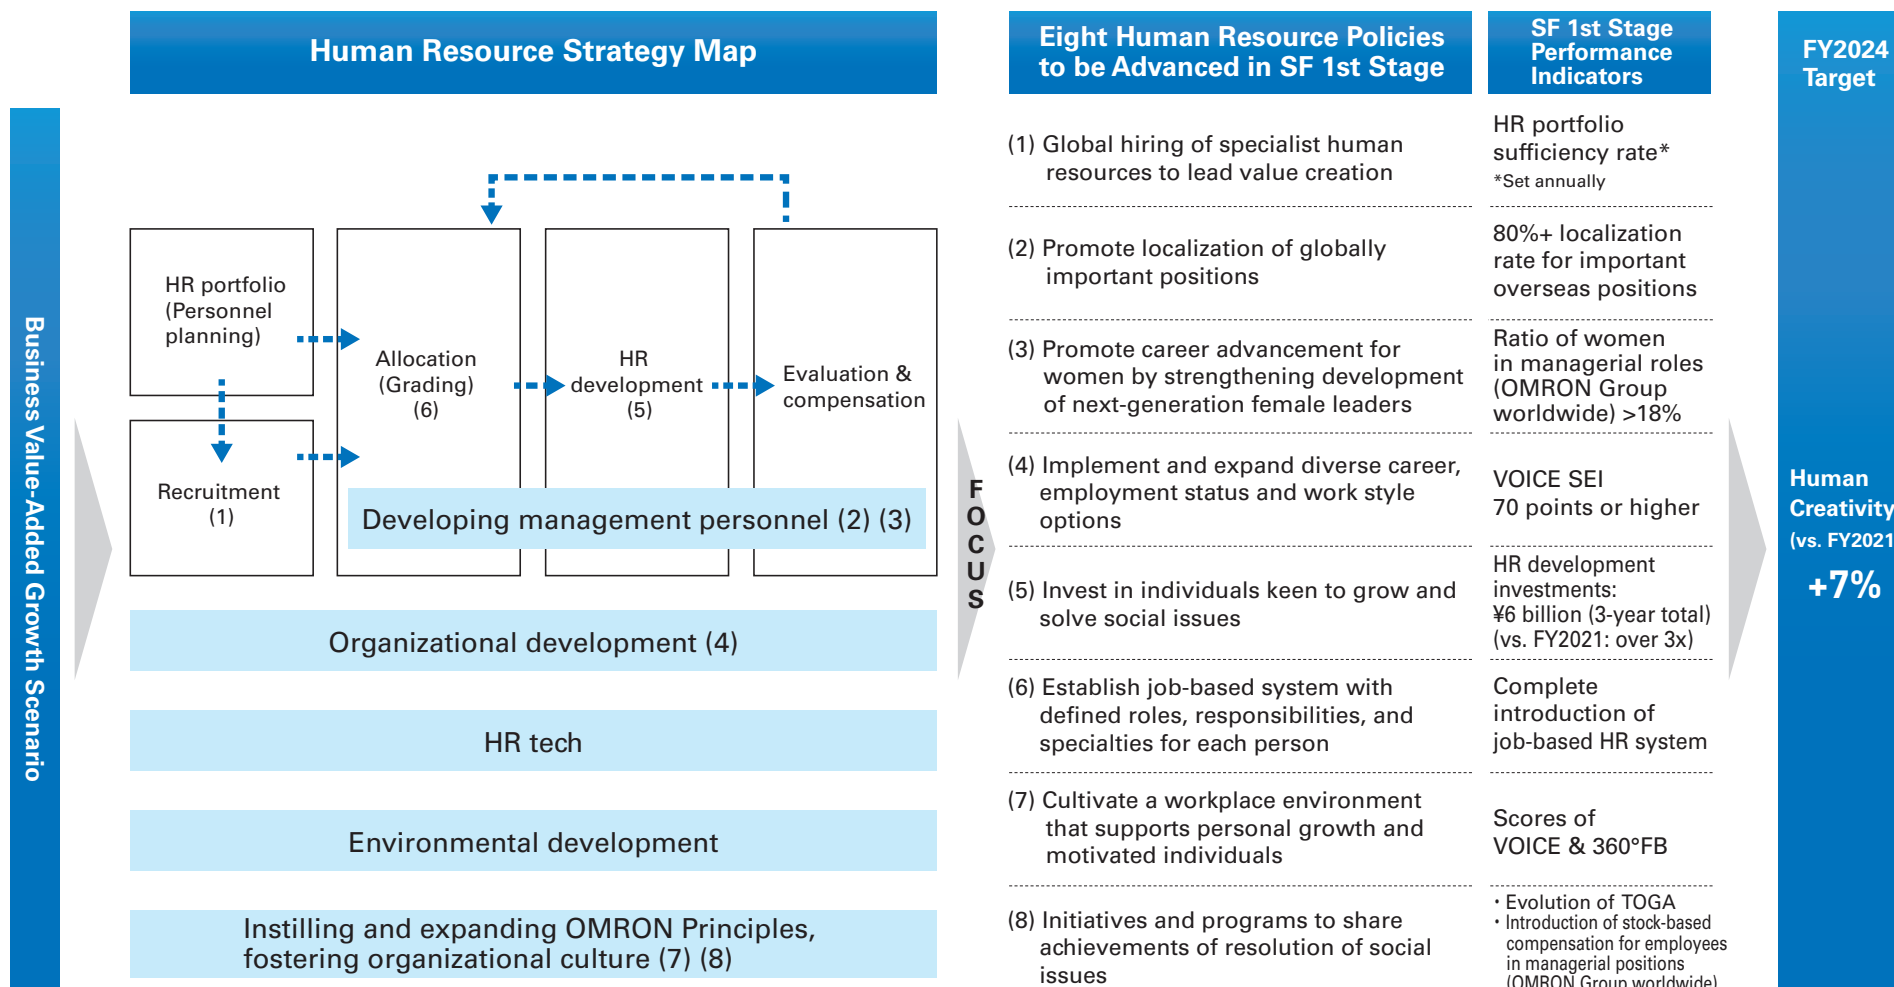 Human Resource Strategy Map
Eight Human Resource Policies
to be Advanced in SF 1st Stage
SF 1st Stage
Performance
Indicators
FY2024
Target
Business Value-Added Growth Scenario
HR portfolio
(Personnel
planning)
Recruitment
(1)
Allocation
(Grading)
(6)
HR
development
(5)
Evaluation &
compensation
Developing management personnel (2) (3)
Organizational development (4)
HR tech
Environmental development
Instilling and expanding OMRON Principles,
fostering organizational culture (7) (8)
FOCUS
(1) Global hiring of specialist human
resources to lead value creation
HR portfolio
sufficiency rate*
*Set annually
(2) Promote localization of globally
important positions
80%+ localization
rate for important
overseas positions
(3) Promote career advancement for
women by strengthening development
of next-generation female leaders
Ratio of women
in managerial roles
(OMRON Group
worldwide) >18%
(4) Implement and expand diverse career,
employment status and work style
options
VOICE SEI
70 points or higher
(5) Invest in individuals keen to grow and
solve social issues
HR development
investments:
¥6 billion (3-year total)
(vs. FY2021: over 3x)
(6) Establish job-based system with
defined roles, responsibilities, and
specialties for each person
Complete
introduction of
job-based HR system
(7) Cultivate a workplace environment
that supports personal growth and
motivated individuals
Scores of
VOICE & 360°FB
(8) Initiatives and programs to share
achievements of resolution of social
issues
・Evolution of TOGA
・Introduction of stock-based
compensation for employees
in managerial positions
(OMRON Group worldwide)
Human
Creativity
(vs. FY2021
+7%